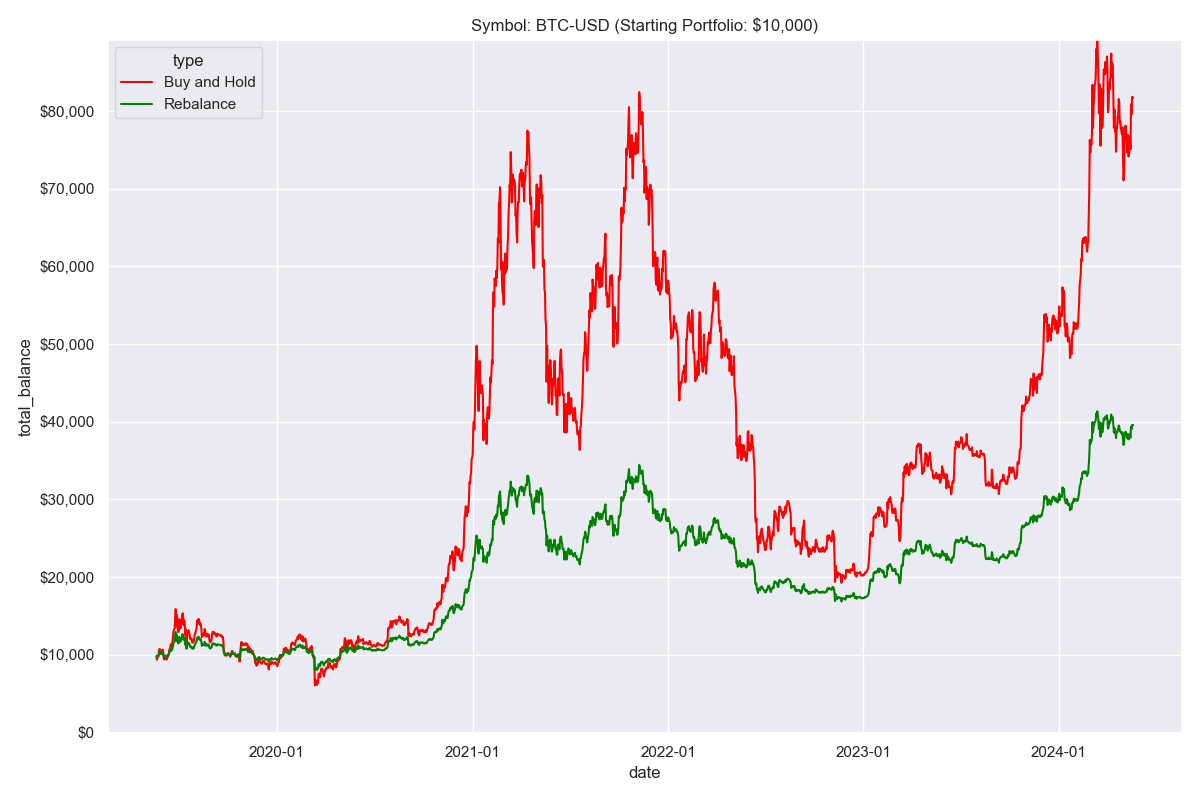 Symbol: BTC-USD (Starting Portfolio: $10,000)
type
Buy and Hold
Rebalance
total_balance
$80,000
$70,000
$60,000
$50,000
$40,000
$30,000
$20,000
$10,000
$0
2020-01 2021-01 2022-01 2023-01 2024-01
date